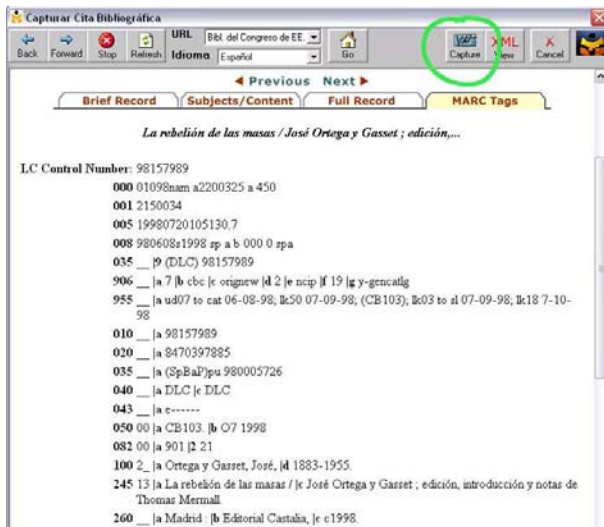 Capturar Cita Bibliográfica
Back Forward Stop Refresh URL Bibl. del Congreso de EE. Idioma Español Go Capture XML View Cancel
Previous Next
Brief Record Subjects/Content Full Record MARC Tags
La rebelión de las masas / José Ortega y Gasset ; edición,...
LC Control Number: 98157989
000 01098nam a2200325 a 450
001 2150034
005 19980720105130.7
008 980608s1998 sp a b 000 0 spa
035 __ |9 (DLC) 98157989
906 __ |a 7 |b cbc |c orignew |d 2 |e ncip |f 19 |g y-gencatlg
955 __ |a ud07 to cat 06-08-98; lk50 07-09-98; (CB103); lk03 to sl 07-09-98; lk18 7-10-
98
010 __ |a 98157989
020 __ |a 8470397885
035 __ |a (SpBaP)pu 980005726
040 __ |a DLC |c DLC
043 __ |a e------
050 00 |a CB103. |b O7 1998
082 00 |a 901 |2 21
100 2_ |a Ortega y Gasset, José, |d 1883-1955.
245 13 |a La rebelión de las masas / |c José Ortega y Gasset ; edición, introducción y notas de
Thomas Mermall.
260 __ |a Madrid : |b Editorial Castalia, |c c1998.